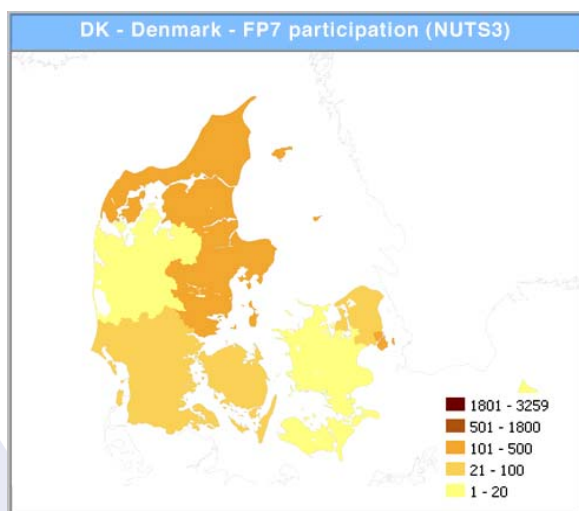 DK - Denmark - FP7 participation (NUTS3)
1801 - 3259
501 - 1800
101 - 500
21 - 100
1 - 20